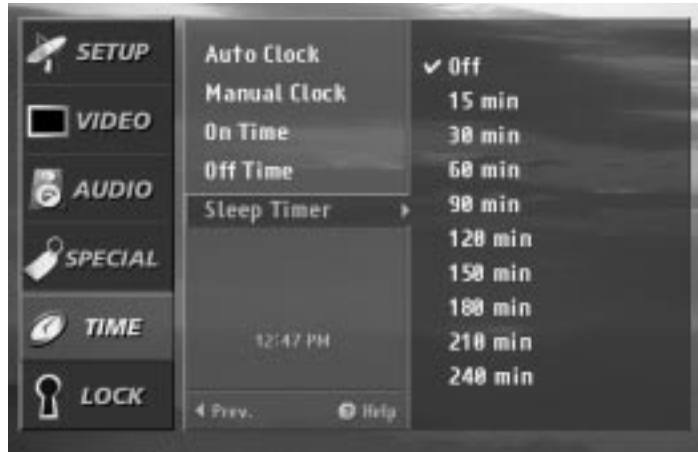 SETUP
VIDEO
AUDIO
SPECIAL
TIME
LOCK
Auto Clock
Manual Clock
On Time
Off Time
Sleep Timer
12:47 PM
Prev.
Help
Off
15 min
30 min
60 min
90 min
120 min
150 min
180 min
210 min
240 min